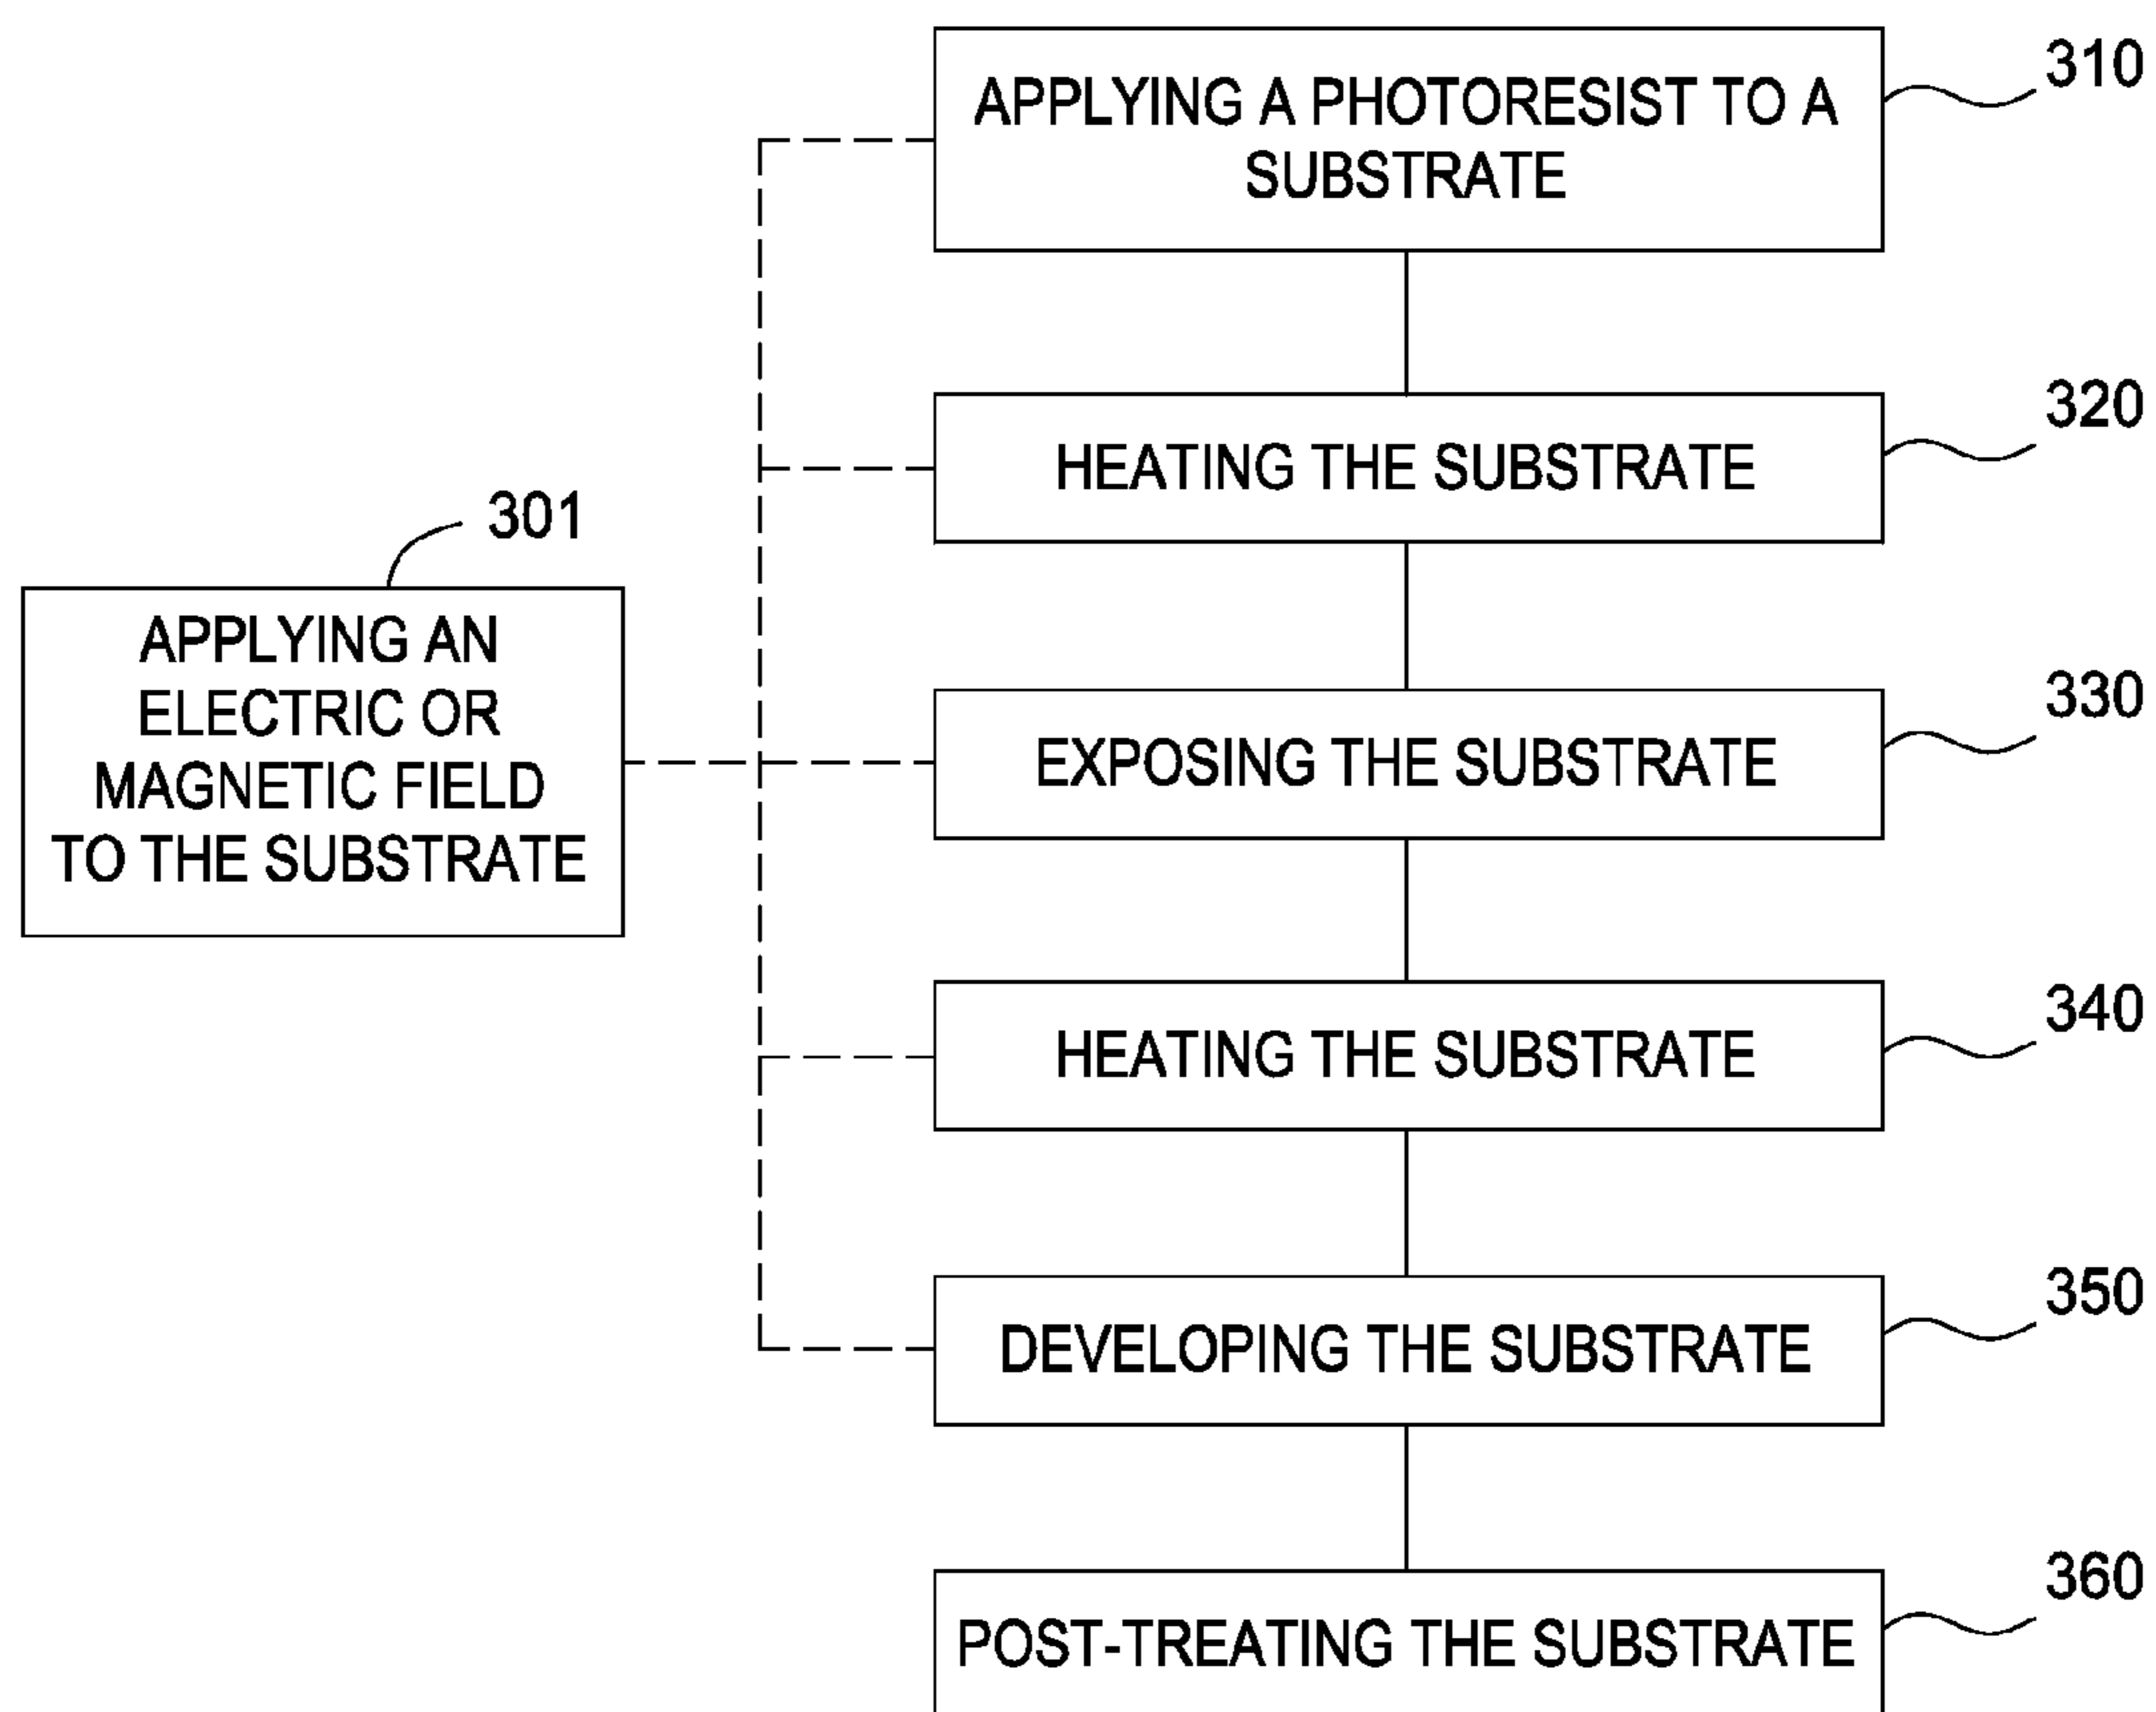 310
APPLYING A PHOTORESIST TO A
SUBSTRATE
320
HEATING THE SUBSTRATE
301
APPLYING AN
ELECTRIC OR
MAGNETIC FIELD
TO THE SUBSTRATE
330
EXPOSING THE SUBSTRATE
340
HEATING THE SUBSTRATE
350
DEVELOPING THE SUBSTRATE
360
POST-TREATING THE SUBSTRATE